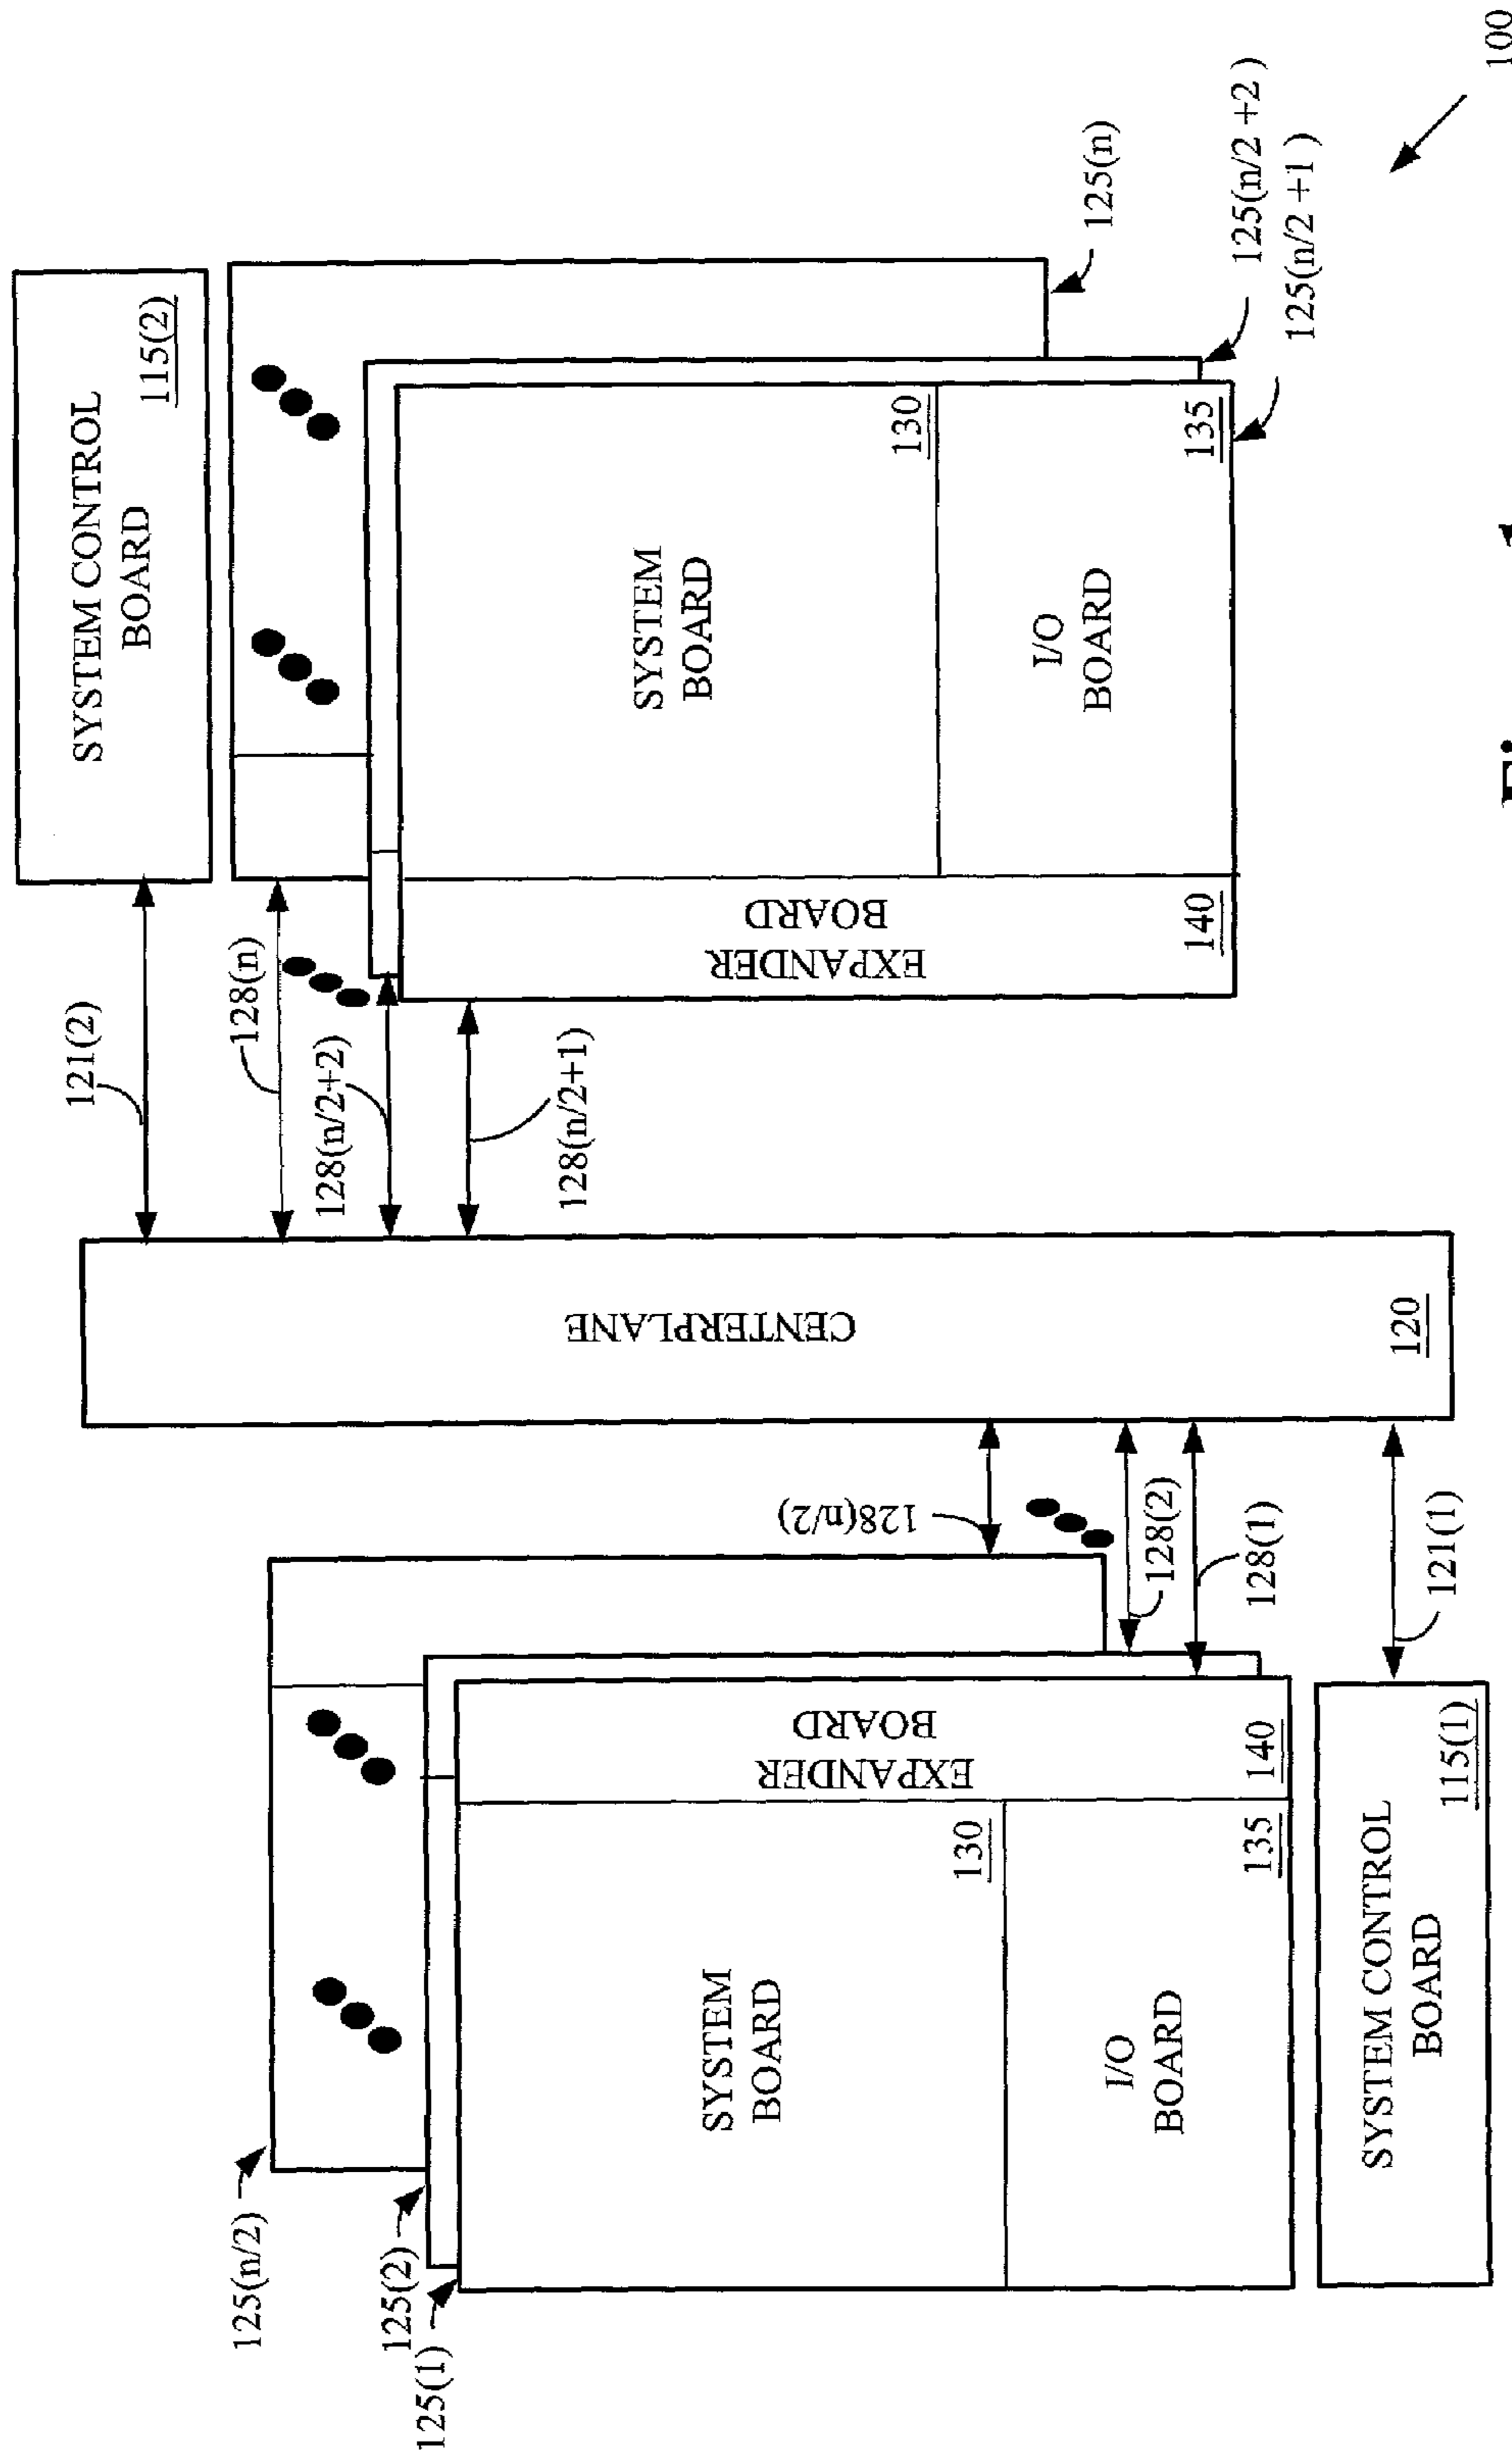 SYSTEM CONTROL
BOARD
115(2)
121(2)
128(n)
128(n/2+2)
128(n/2+1)
125(n/2)
125(2)
125(1)
SYSTEM
BOARD
130
I/O
BOARD
135
EXPANDER
BOARD
140
128(n/2)
128(2)
128(1)
121(1)
SYSTEM CONTROL
BOARD
115(1)
CENTERPLANE
120
EXPANDER
BOARD
140
SYSTEM
BOARD
130
I/O
BOARD
135
125(n)
125(n/2 +2 )
125(n/2 +1 )
100